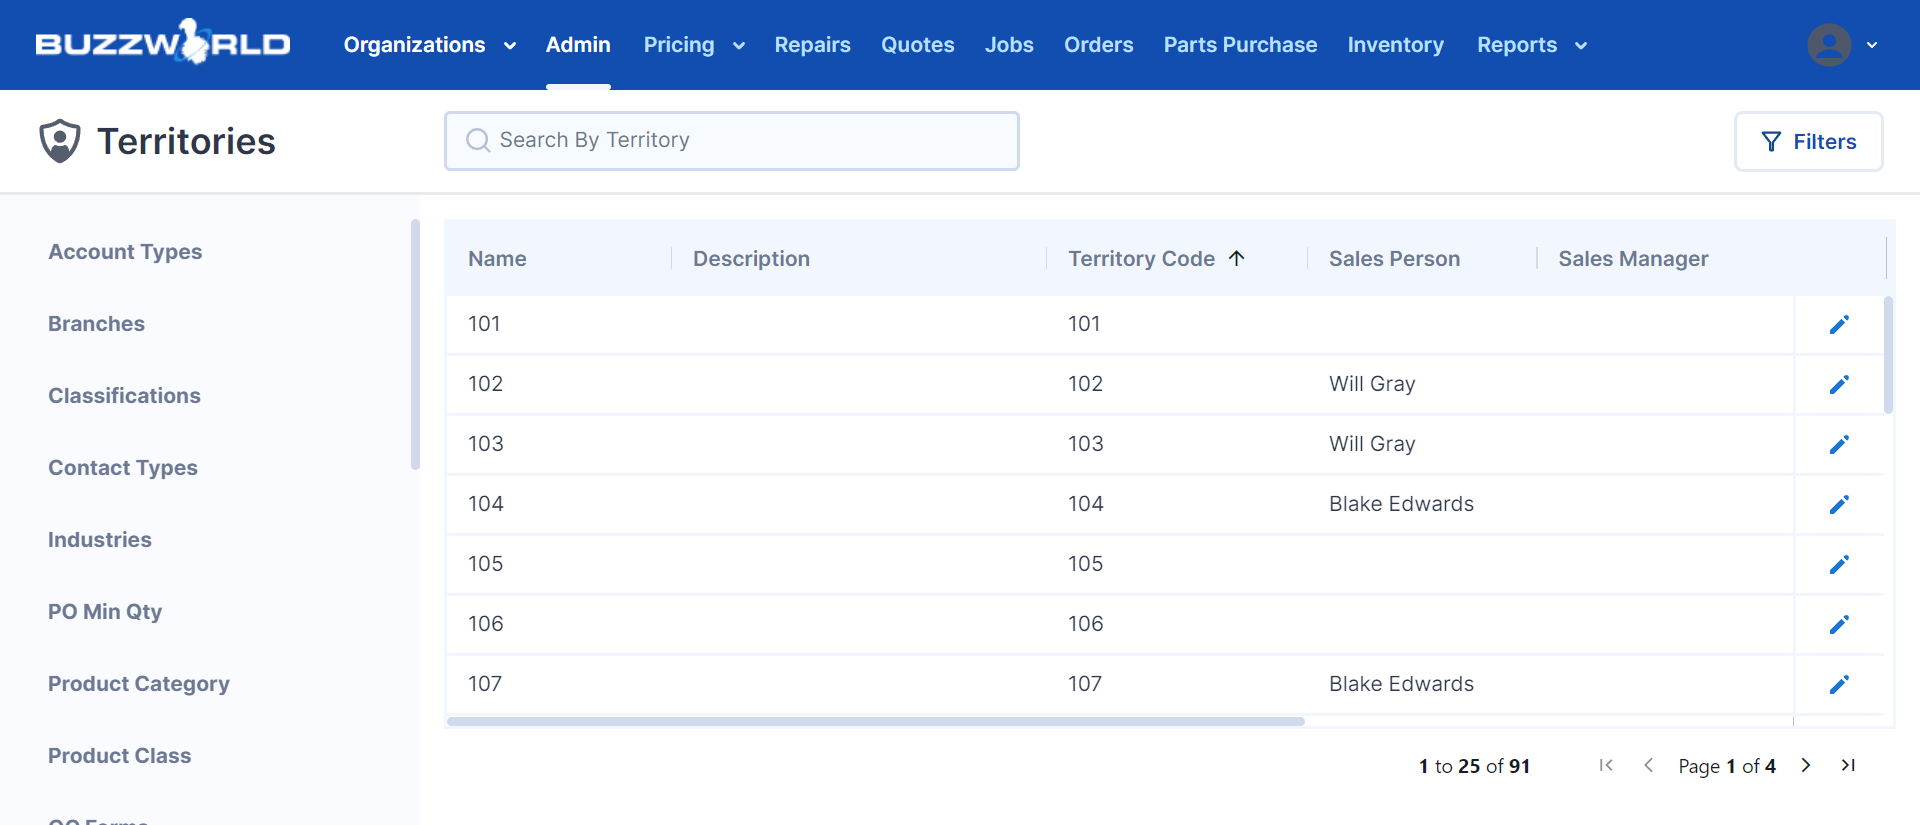 BUZZWORLD Organizations Admin Pricing Repairs Quotes Jobs Orders Parts Purchase Inventory Reports
Territories Search By Territory Filters
Account Types
Branches
Classifications
Contact Types
Industries
PO Min Qty
Product Category
Product Class
Name Description Territory Code Sales Person Sales Manager
101 101
102 102 Will Gray
103 103 Will Gray
104 104 Blake Edwards
105 105
106 106
107 107 Blake Edwards
1 to 25 of 91 Page 1 of 4